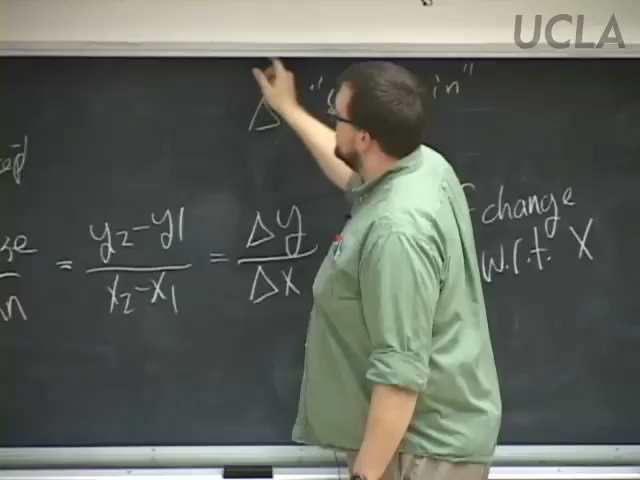 UCLA
Δ " in"
change
= y₂-y1 / x₂-x₁ = Δy / Δx
w.r.t. X